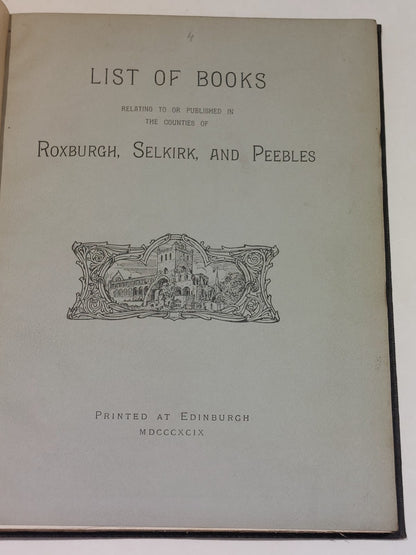 4
LIST OF BOOKS
RELATING TO OR PUBLISHED IN
THE COUNTIES OF
ROXBURGH, SELKIRK, AND PEEBLES
PRINTED AT EDINBURGH
MDCCCXCIX